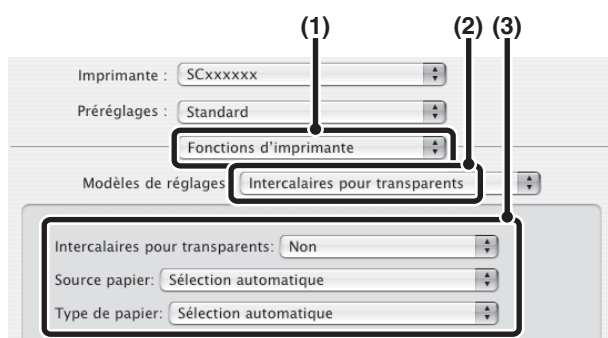 (1) (2) (3)
Imprimante : SCxxxxxx
Préréglages : Standard
Fonctions d'imprimante
Modèles de réglages Intercalaires pour transparents
Intercalaires pour transparents: Non
Source papier: Sélection automatique
Type de papier: Sélection automatique